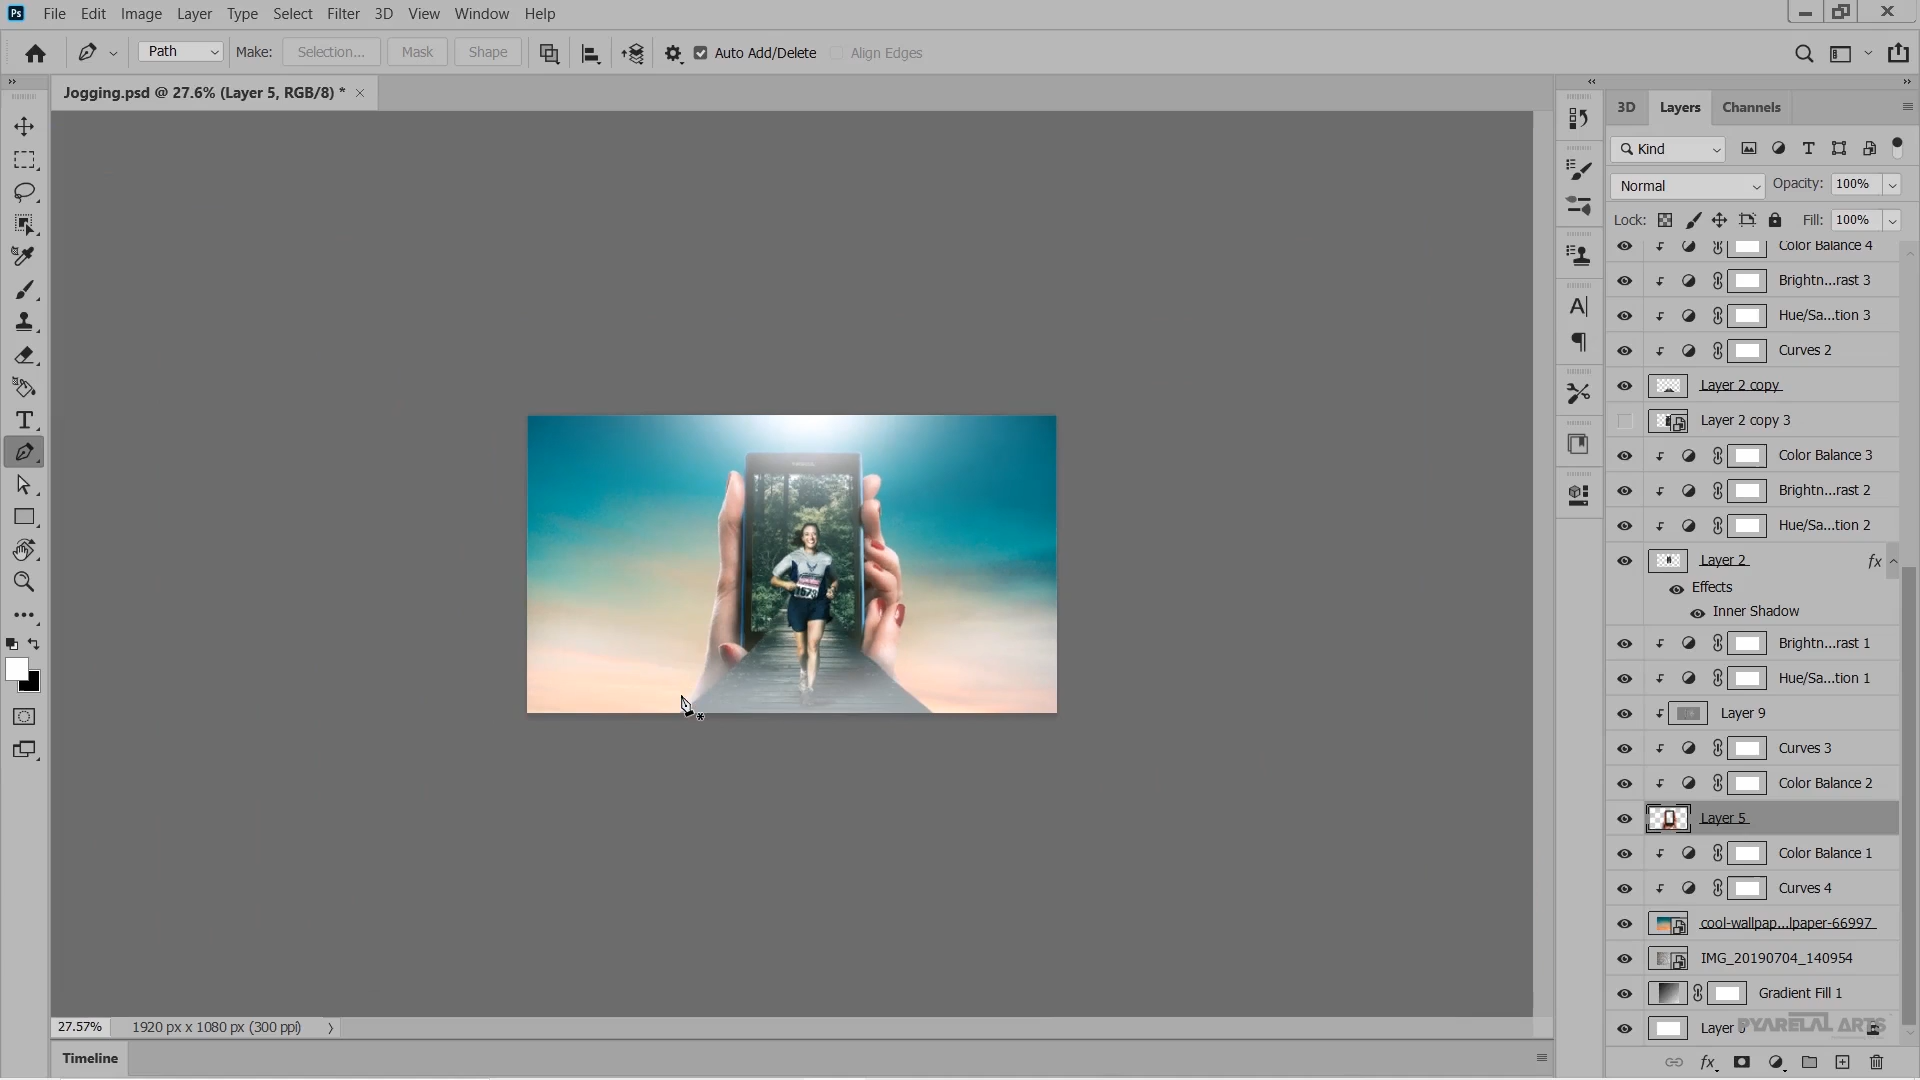 Ps File Edit Image Layer Type Select Filter 3D View Window Help
Path Make: Selection... Mask Shape Auto Add/Delete Align Edges
Jogging.psd @ 27.6% (Layer 5, RGB/8) *
3D Layers Channels
Kind
Normal Opacity: 100%
Lock: Fill: 100%
Color Balance 4
Brightn...rast 3
Hue/Sa...tion 3
Curves 2
Layer 2 copy
Layer 2 copy 3
Color Balance 3
Brightn...rast 2
Hue/Sa...tion 2
Layer 2 fx
Effects
Inner Shadow
Brightn...rast 1
Hue/Sa...tion 1
Layer 9
Curves 3
Color Balance 2
Layer 5
Color Balance 1
Curves 4
cool-wallpap...lpaper-66997
IMG_20190704_140954
Gradient Fill 1
Layer
PYARELAL ARTS
27.57% 1920 px x 1080 px (300 ppi)
Timeline
fx